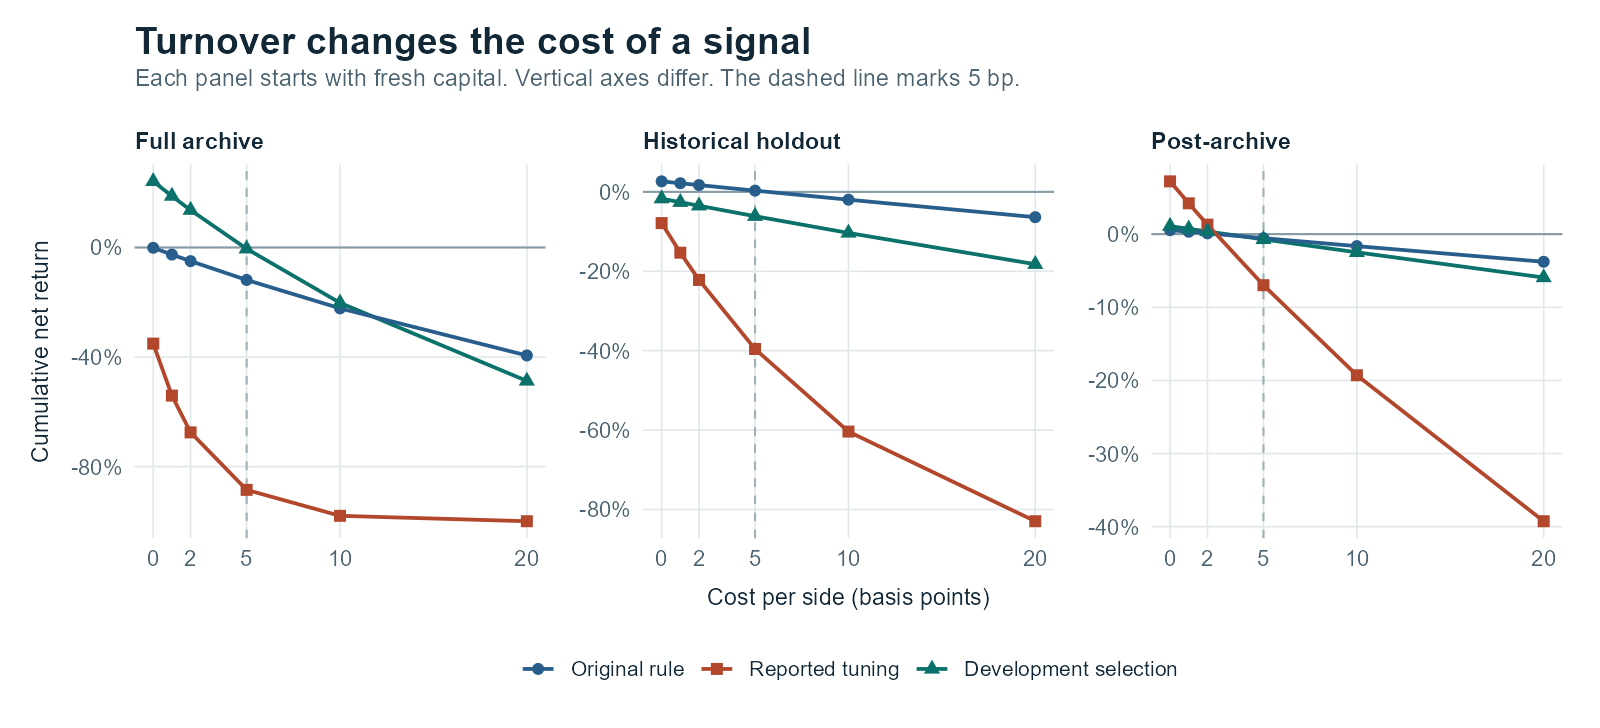 Turnover changes the cost of a signal
Each panel starts with fresh capital. Vertical axes differ. The dashed line marks 5 bp.
Full archive
Historical holdout
Post-archive
Cumulative net return
0%
-40%
-80%
0 2 5 10 20
0%
-20%
-40%
-60%
-80%
0 2 5 10 20
0%
-10%
-20%
-30%
-40%
0 2 5 10 20
Cost per side (basis points)
Original rule Reported tuning Development selection